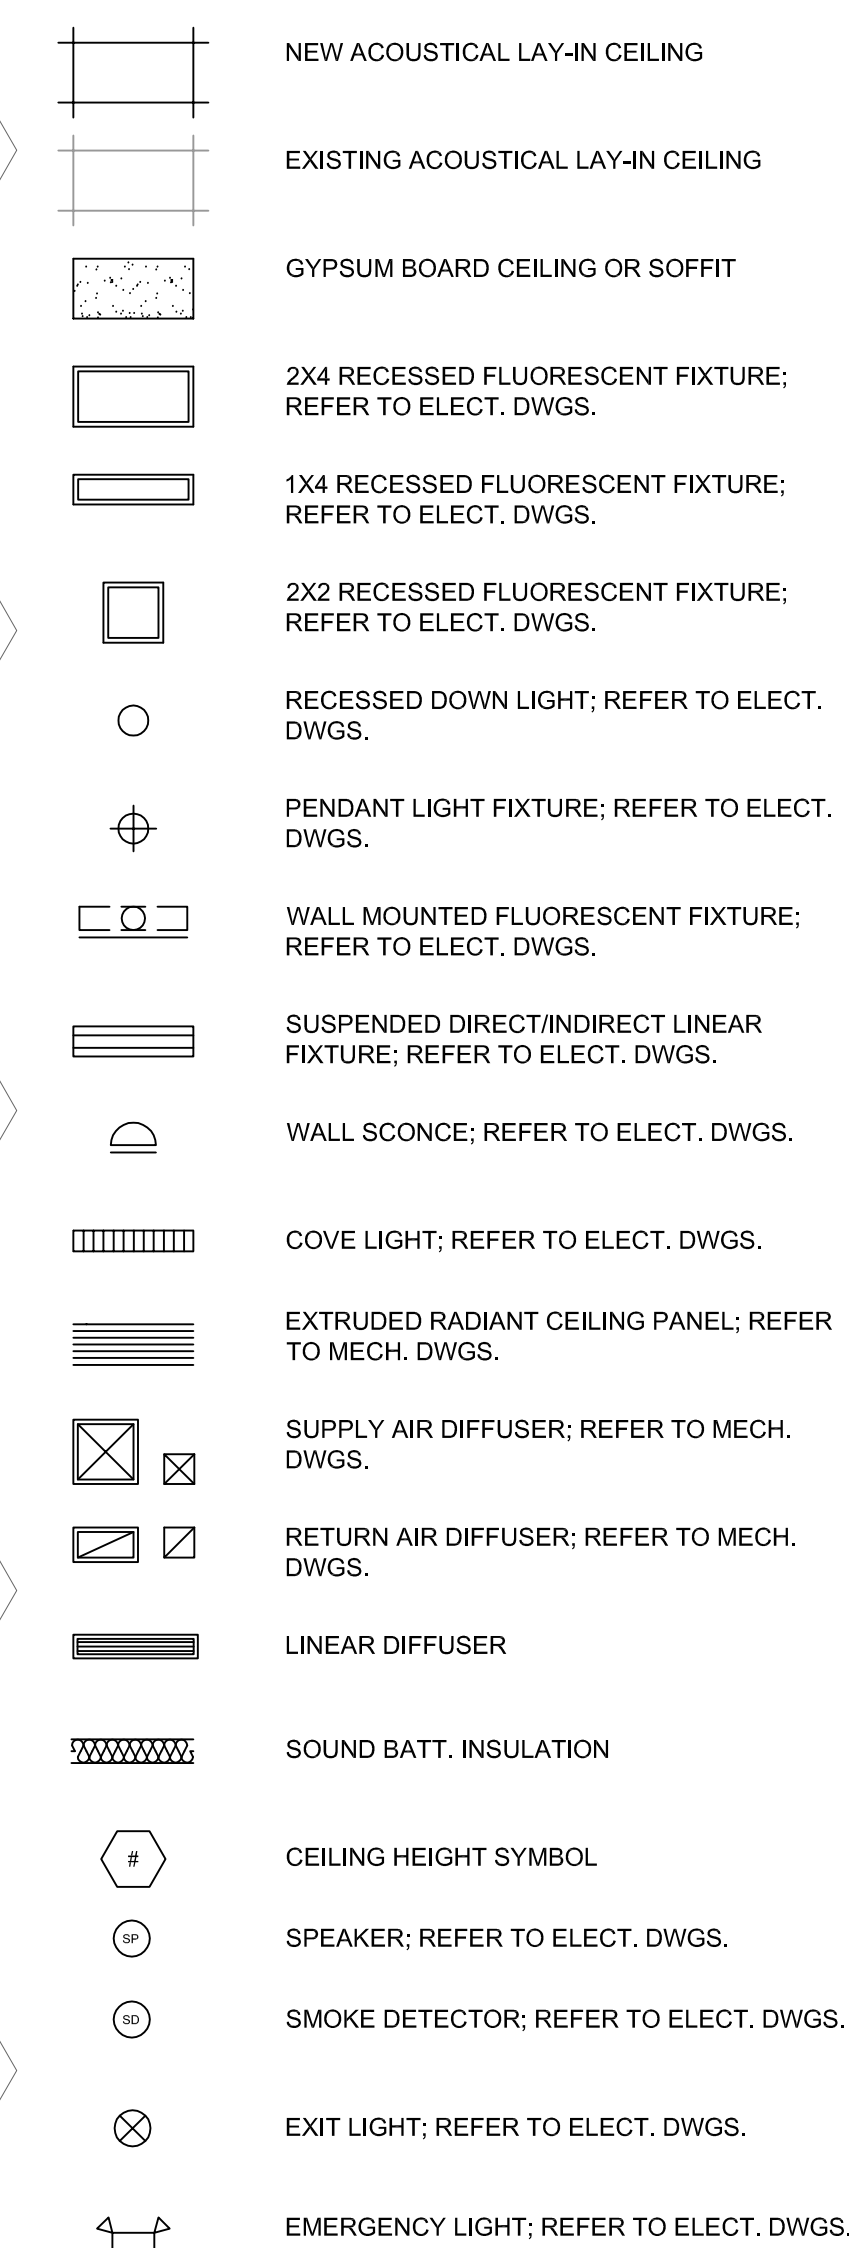 NEW ACOUSTICAL LAY-IN CEILING
EXISTING ACOUSTICAL LAY-IN CEILING
GYPSUM BOARD CEILING OR SOFFIT
2X4 RECESSED FLUORESCENT FIXTURE;
REFER TO ELECT. DWGS.
1X4 RECESSED FLUORESCENT FIXTURE;
REFER TO ELECT. DWGS.
2X2 RECESSED FLUORESCENT FIXTURE;
REFER TO ELECT. DWGS.
RECESSED DOWN LIGHT; REFER TO ELECT.
DWGS.
PENDANT LIGHT FIXTURE; REFER TO ELECT.
DWGS.
WALL MOUNTED FLUORESCENT FIXTURE;
REFER TO ELECT. DWGS.
SUSPENDED DIRECT/INDIRECT LINEAR
FIXTURE; REFER TO ELECT. DWGS.
WALL SCONCE; REFER TO ELECT. DWGS.
COVE LIGHT; REFER TO ELECT. DWGS.
EXTRUDED RADIANT CEILING PANEL; REFER
TO MECH. DWGS.
SUPPLY AIR DIFFUSER; REFER TO MECH.
DWGS.
RETURN AIR DIFFUSER; REFER TO MECH.
DWGS.
LINEAR DIFFUSER
SOUND BATT. INSULATION
# CEILING HEIGHT SYMBOL
SP SPEAKER; REFER TO ELECT. DWGS.
SD SMOKE DETECTOR; REFER TO ELECT. DWGS.
EXIT LIGHT; REFER TO ELECT. DWGS.
EMERGENCY LIGHT; REFER TO ELECT. DWGS.